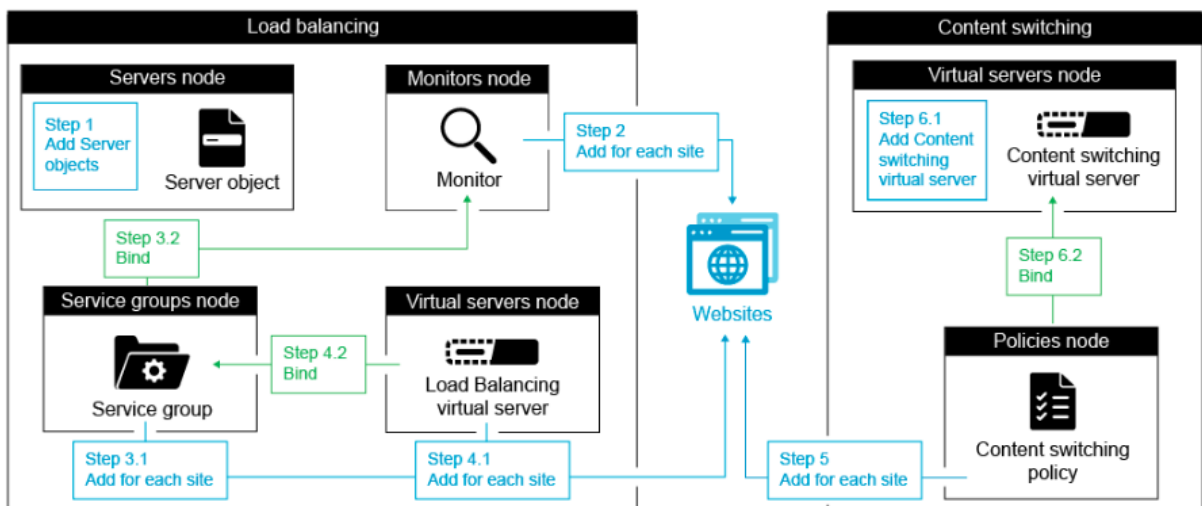 Load balancing
Servers node
Step 1
Add Server
objects
Server object
Monitors node
Monitor
Step 2
Add for each site
Step 3.2
Bind
Service groups node
Service group
Step 4.2
Bind
Virtual servers node
Load Balancing
virtual server
Step 3.1
Add for each site
Step 4.1
Add for each site
Websites
Content switching
Virtual servers node
Step 6.1
Add Content
switching
virtual server
Content switching
virtual server
Step 6.2
Bind
Policies node
Content switching
policy
Step 5
Add for each site